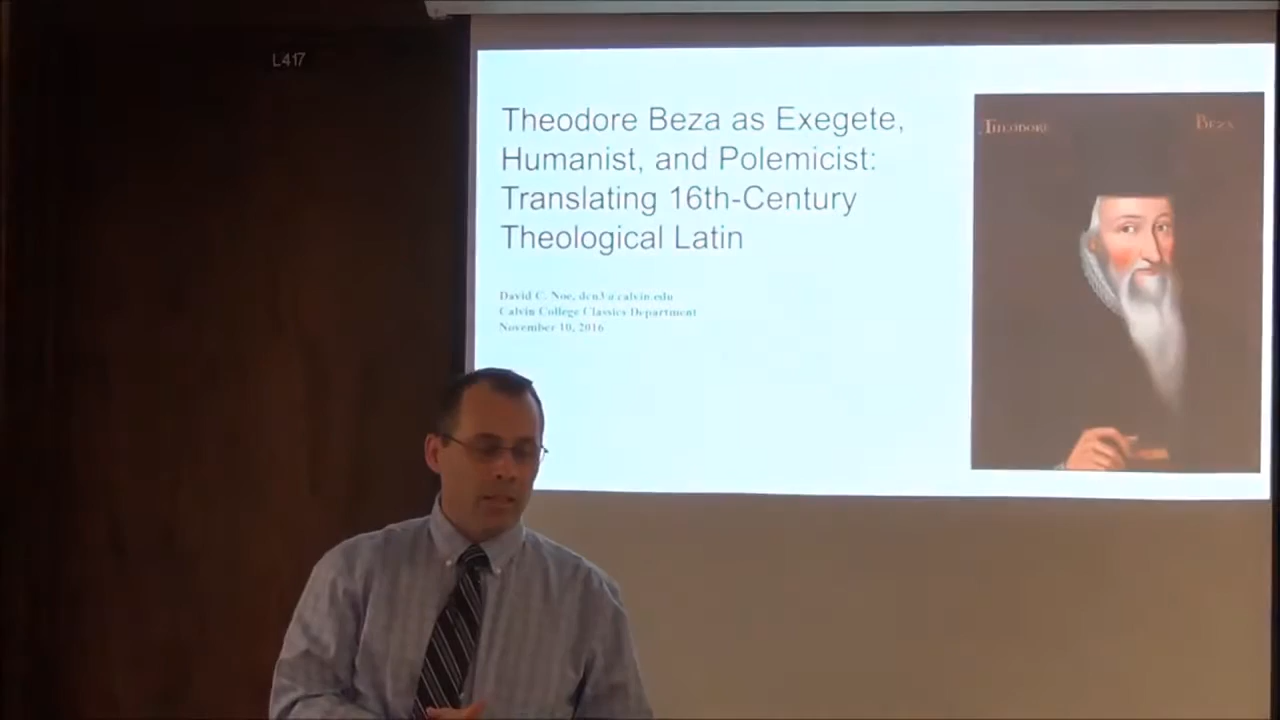 L417
Theodore Beza as Exegete,
Humanist, and Polemicist:
Translating 16th-Century
Theological Latin
David C. Noe, dcn3@calvin.edu
Calvin College Classics Department
November 10, 2016
THEODORE BEZA